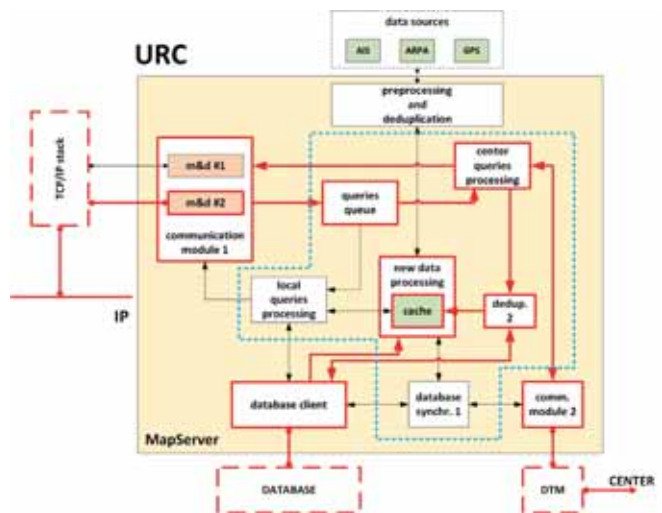 data sources
AIS
ARPA
GPS
URC
preprocessing
and
deduplication
TCP/IP stack
m&d #1
m&d #2
communication
module 1
queries
queue
center
queries
processing
new data
processing
cache
local
queries
processing
dedup.
2
IP
database client
database
synchr. 1
comm.
module 2
MapServer
DATABASE
DTM
CENTER